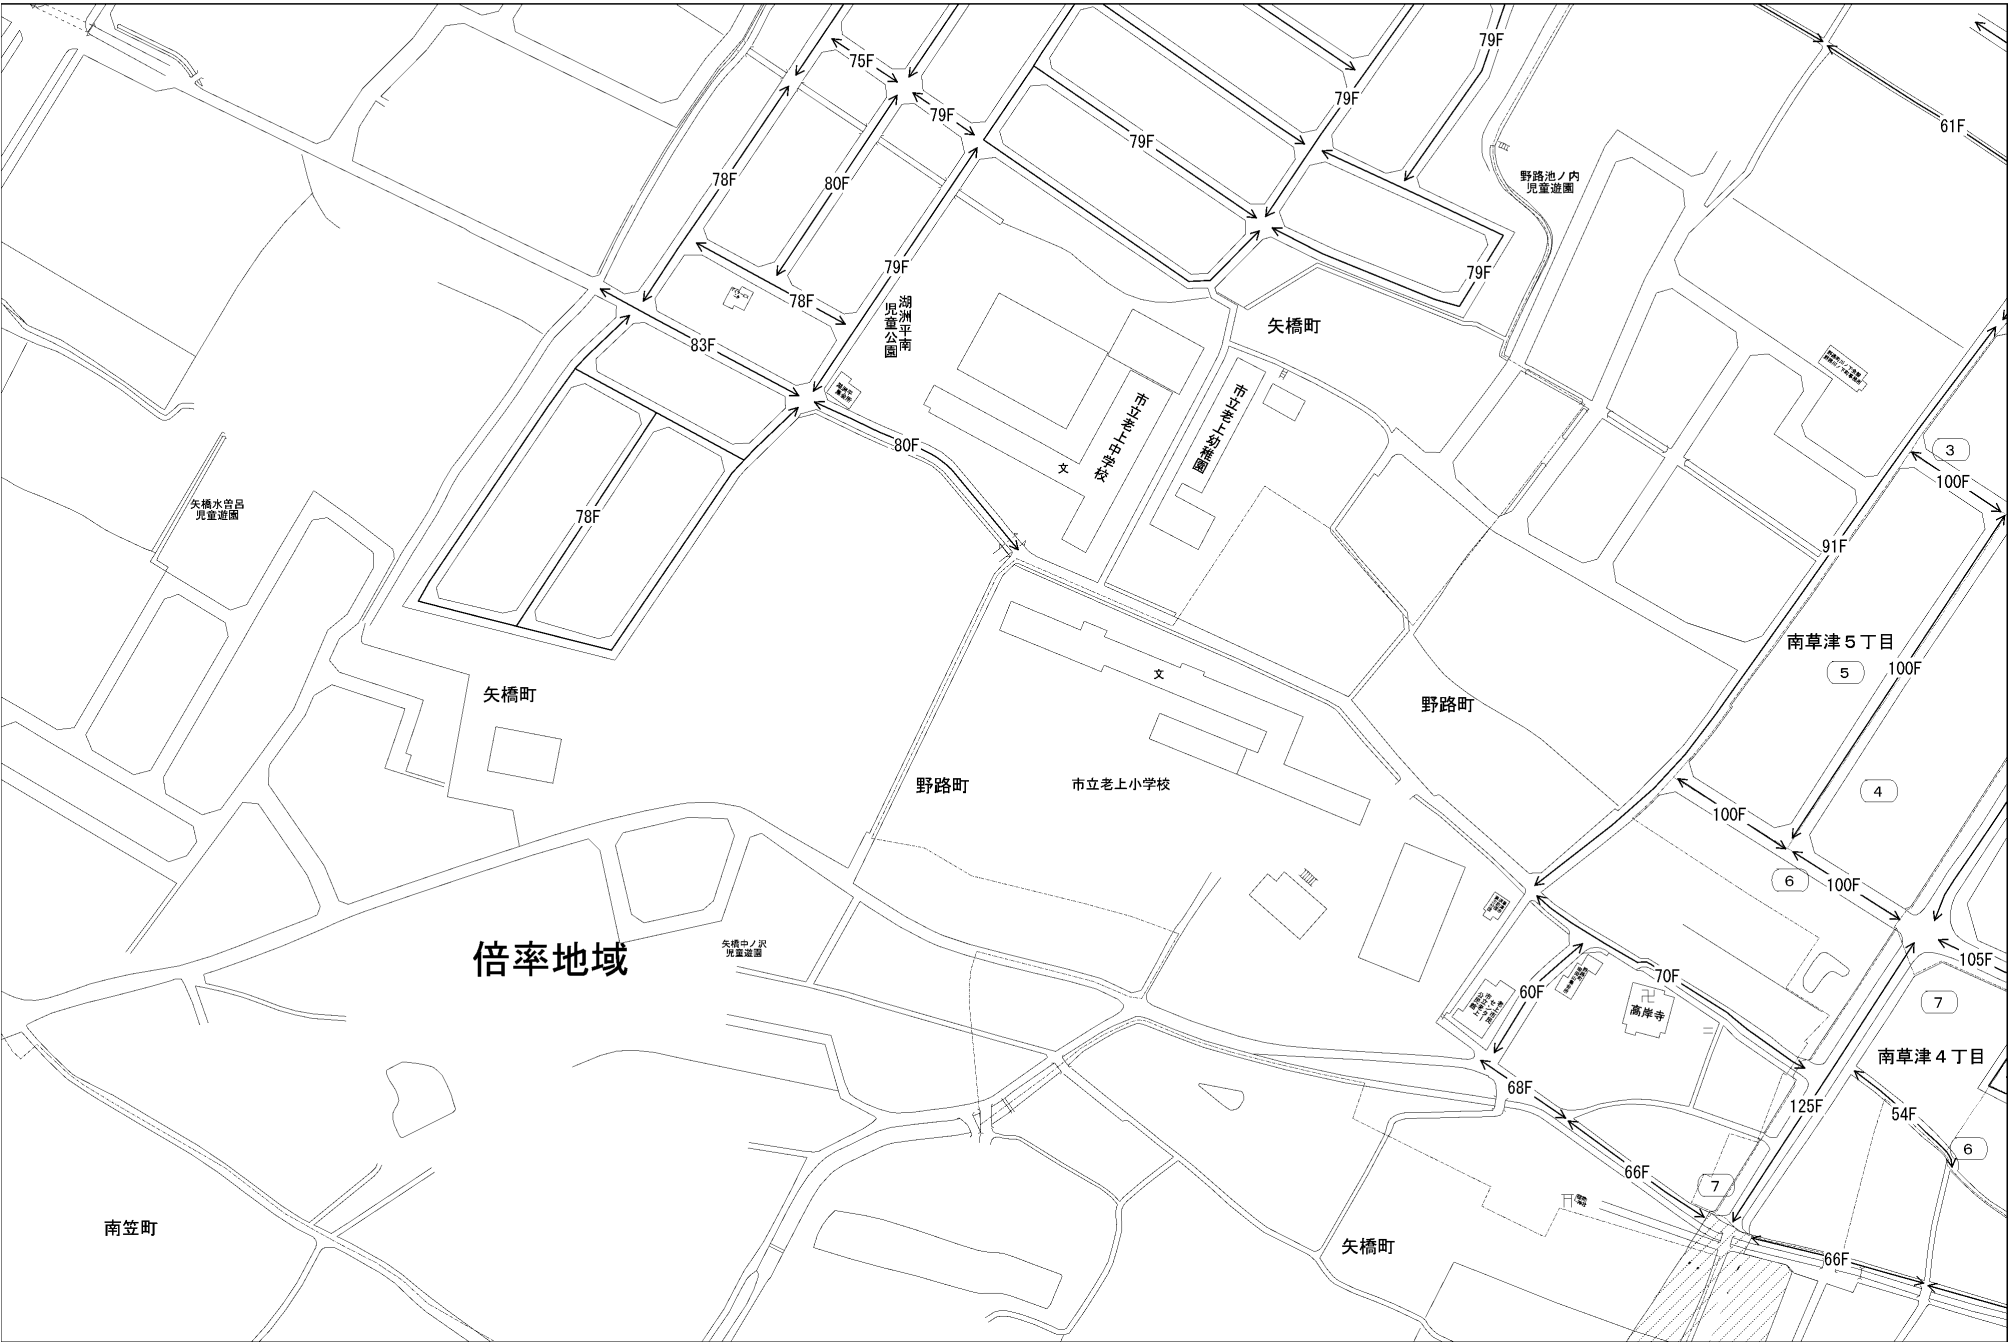 79F
75F
79F
79F
61F
79F
78F
80F
野路池ノ内
児童遊園
79F
79F
78F
湖洲平南
児童公園
矢橋町
83F
市立老上中学校
市立老上幼稚園
80F
文
3
100F
矢橋水曽呂
児童遊園
78F
91F
南草津5丁目
5
100F
文
矢橋町
野路町
野路町
市立老上小学校
4
100F
6
100F
倍率地域
矢橋中ノ沢
児童遊園
105F
70F
60F
卍
高岸寺
7
南草津4丁目
68F
125F
54F
6
66F
7
南笠町
矢橋町
66F